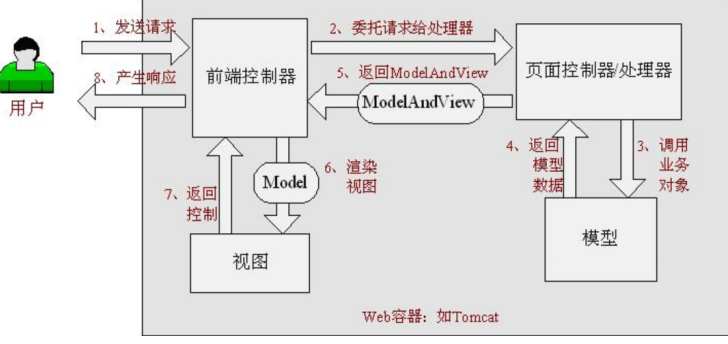 1、发送请求
2、委托请求给处理器
8、产生响应
用户
前端控制器
5、返回ModelAndView
ModelAndView
页面控制器/处理器
4、返回
模型
数据
3、调用
业务
对象
6、渲染
视图
Model
7、返回
控制
视图
模型
Web容器：如Tomcat